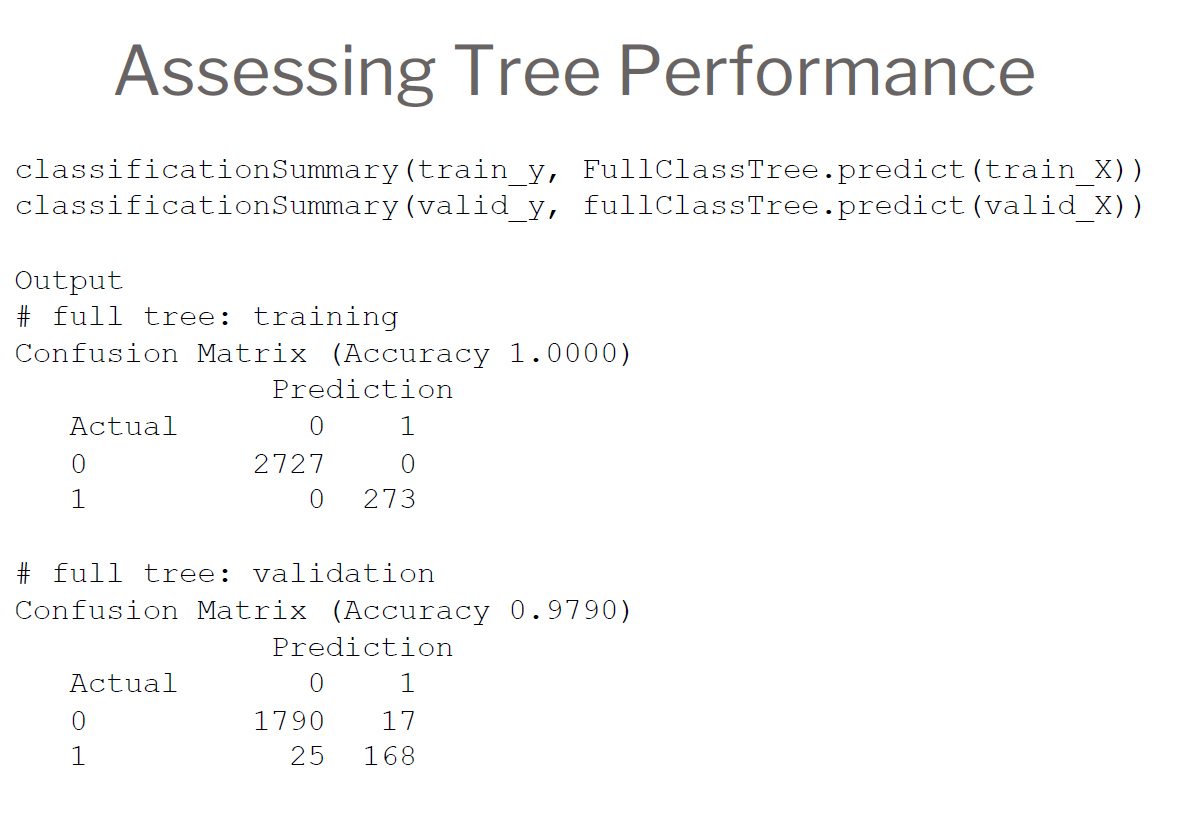 Assessing Tree Performance
classificationSummary(train_y, FullClassTree.predict(train_X))
classificationSummary(valid_y, fullClassTree.predict(valid_X))
Output
# full tree: training
Confusion Matrix (Accuracy 1.0000)
Prediction
Actual 0 1
0 2727 0
1 0 273
# full tree: validation
Confusion Matrix (Accuracy 0.9790)
Prediction
Actual 0 1
0 1790 17
1 25 168